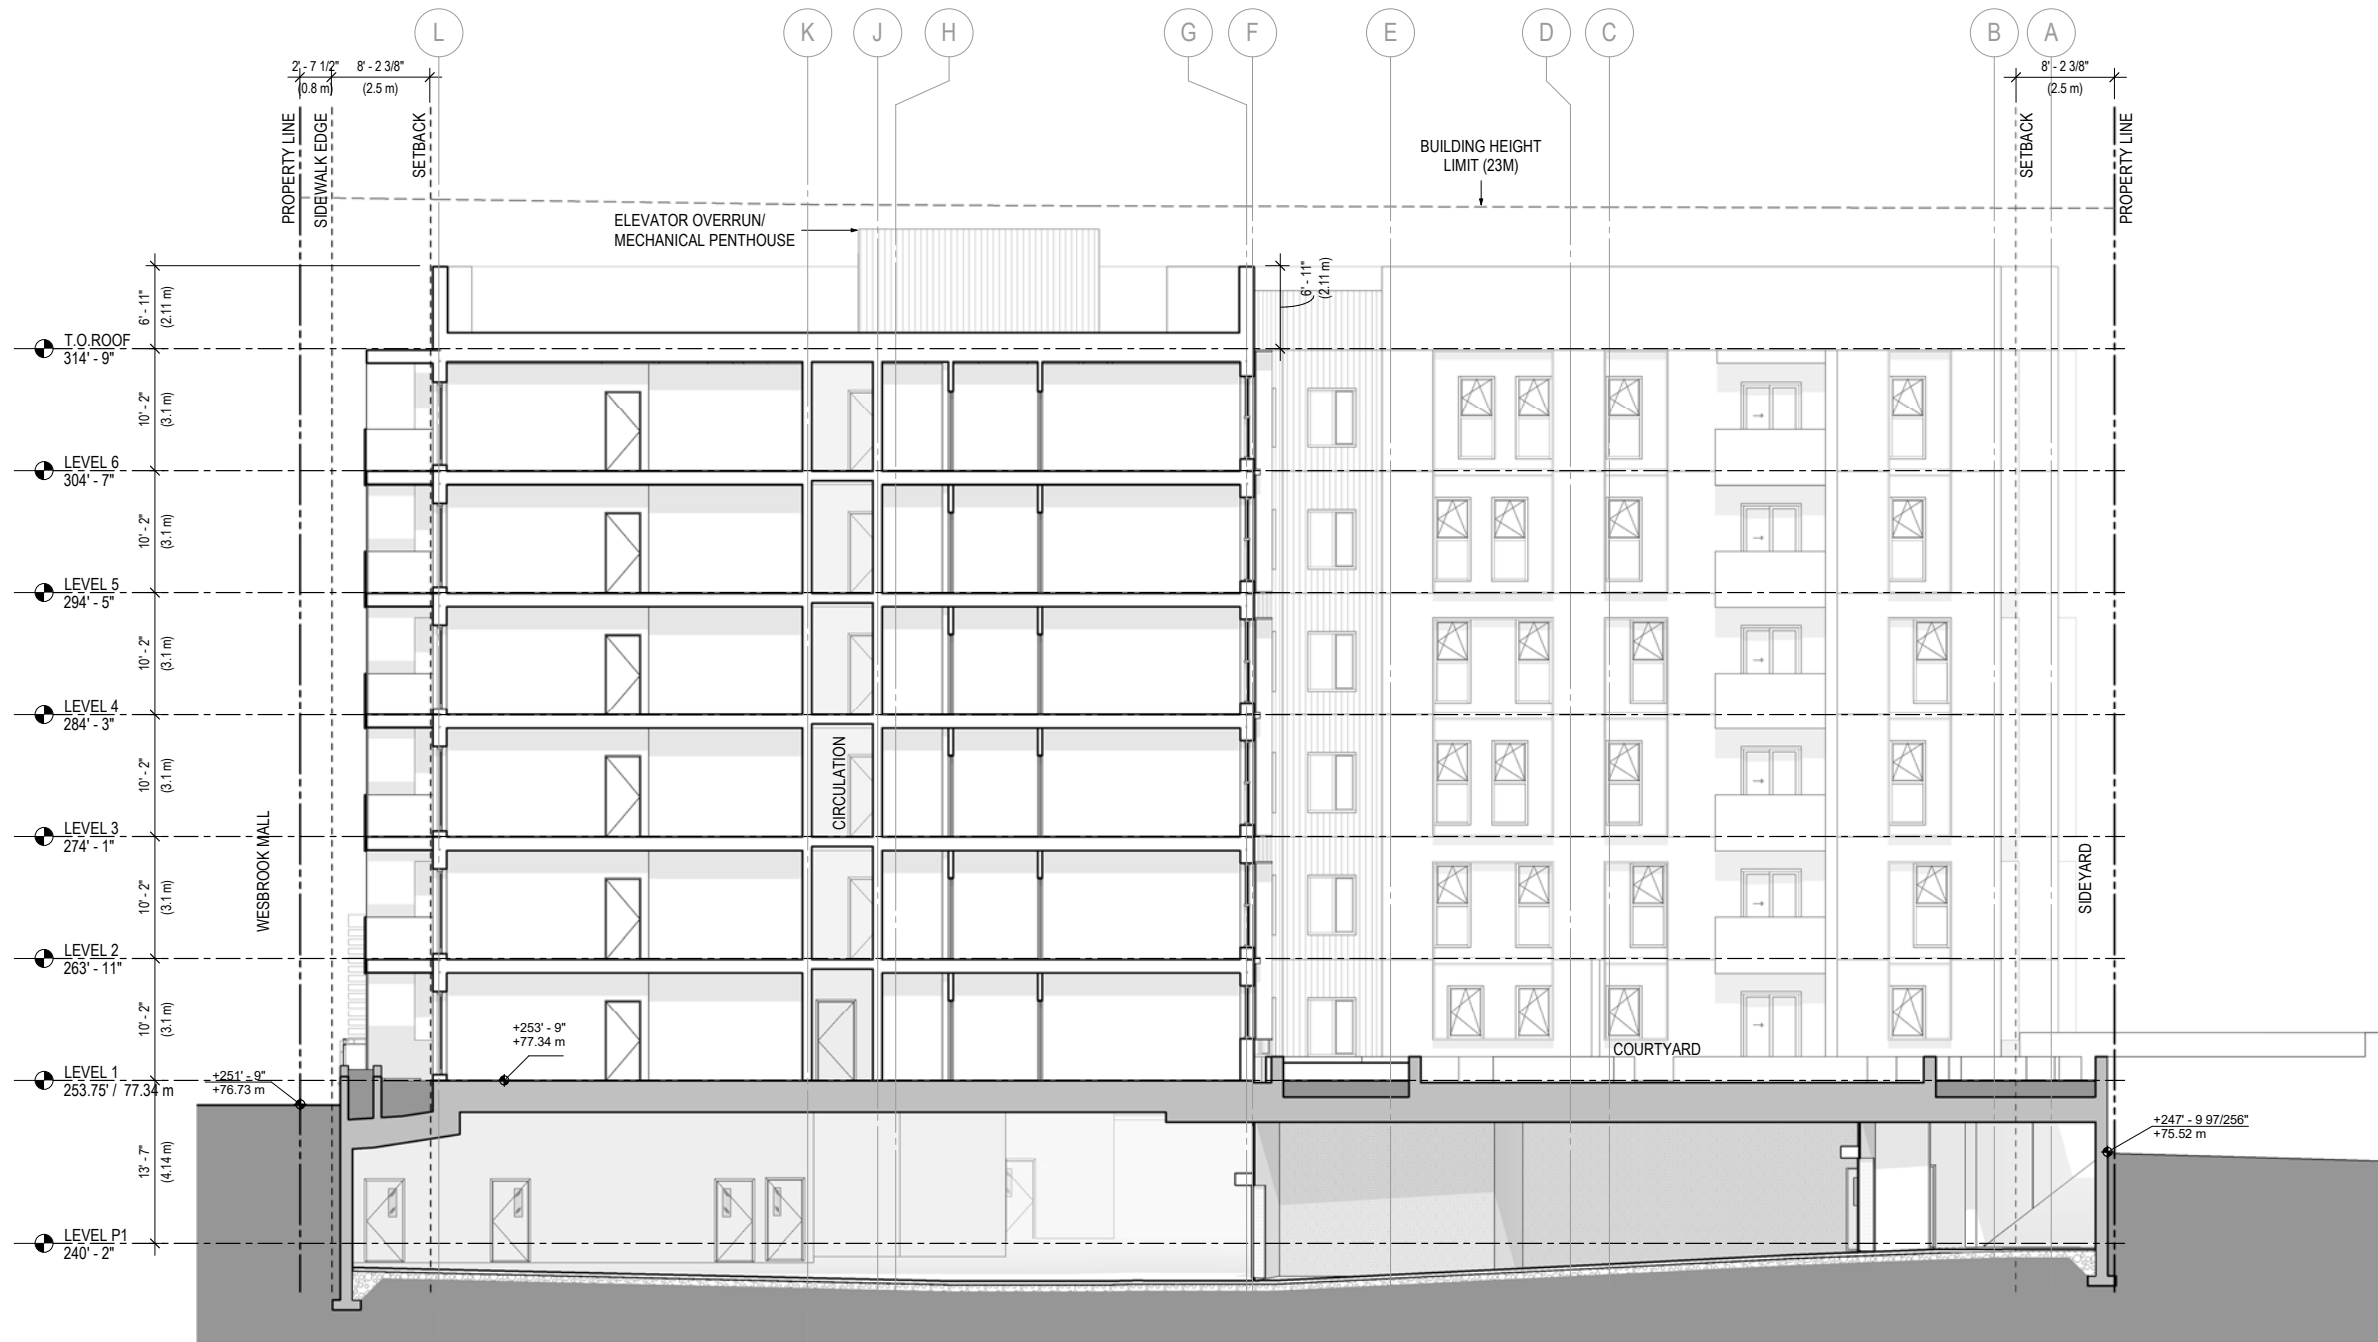 L
K
J
H
G
F
E
D
C
B
A
2' - 7 1/2"
(0.8 m)
8' - 2 3/8"
(2.5 m)
8' - 2 3/8"
(2.5 m)
PROPERTY LINE
SIDEWALK EDGE
SETBACK
SETBACK
PROPERTY LINE
BUILDING HEIGHT
LIMIT (23M)
ELEVATOR OVERRUN/
MECHANICAL PENTHOUSE
6' - 11"
(2.11 m)
6' - 11"
(2.11 m)
T.O.ROOF
314' - 9"
10' - 2"
(3.1 m)
LEVEL 6
304' - 7"
10' - 2"
(3.1 m)
LEVEL 5
294' - 5"
10' - 2"
(3.1 m)
LEVEL 4
284' - 3"
10' - 2"
(3.1 m)
CIRCULATION
WESBROOK MALL
LEVEL 3
274' - 1"
10' - 2"
(3.1 m)
SIDEYARD
LEVEL 2
263' - 11"
10' - 2"
(3.1 m)
+253' - 9"
+77.34 m
COURTYARD
LEVEL 1
253.75' / 77.34 m
+251' - 9"
+76.73 m
+247' - 9 97/256"
+75.52 m
13' - 7"
(4.14 m)
LEVEL P1
240' - 2"